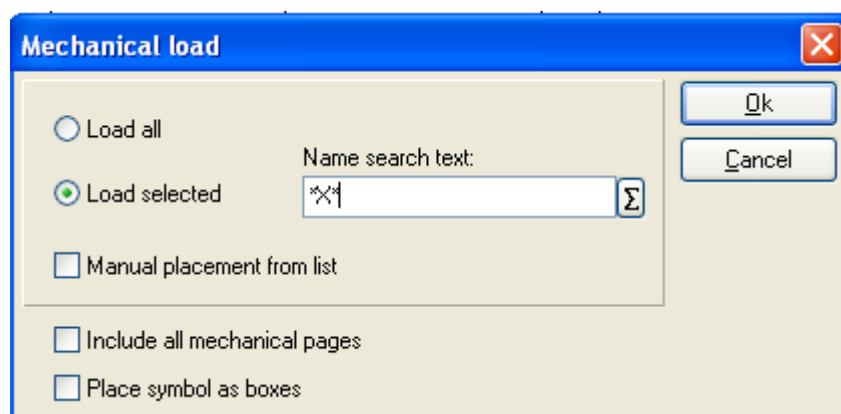 Mechanical load
Ok
Load all
Name search text:
Cancel
Load selected
*X*
Σ
Manual placement from list
Include all mechanical pages
Place symbol as boxes